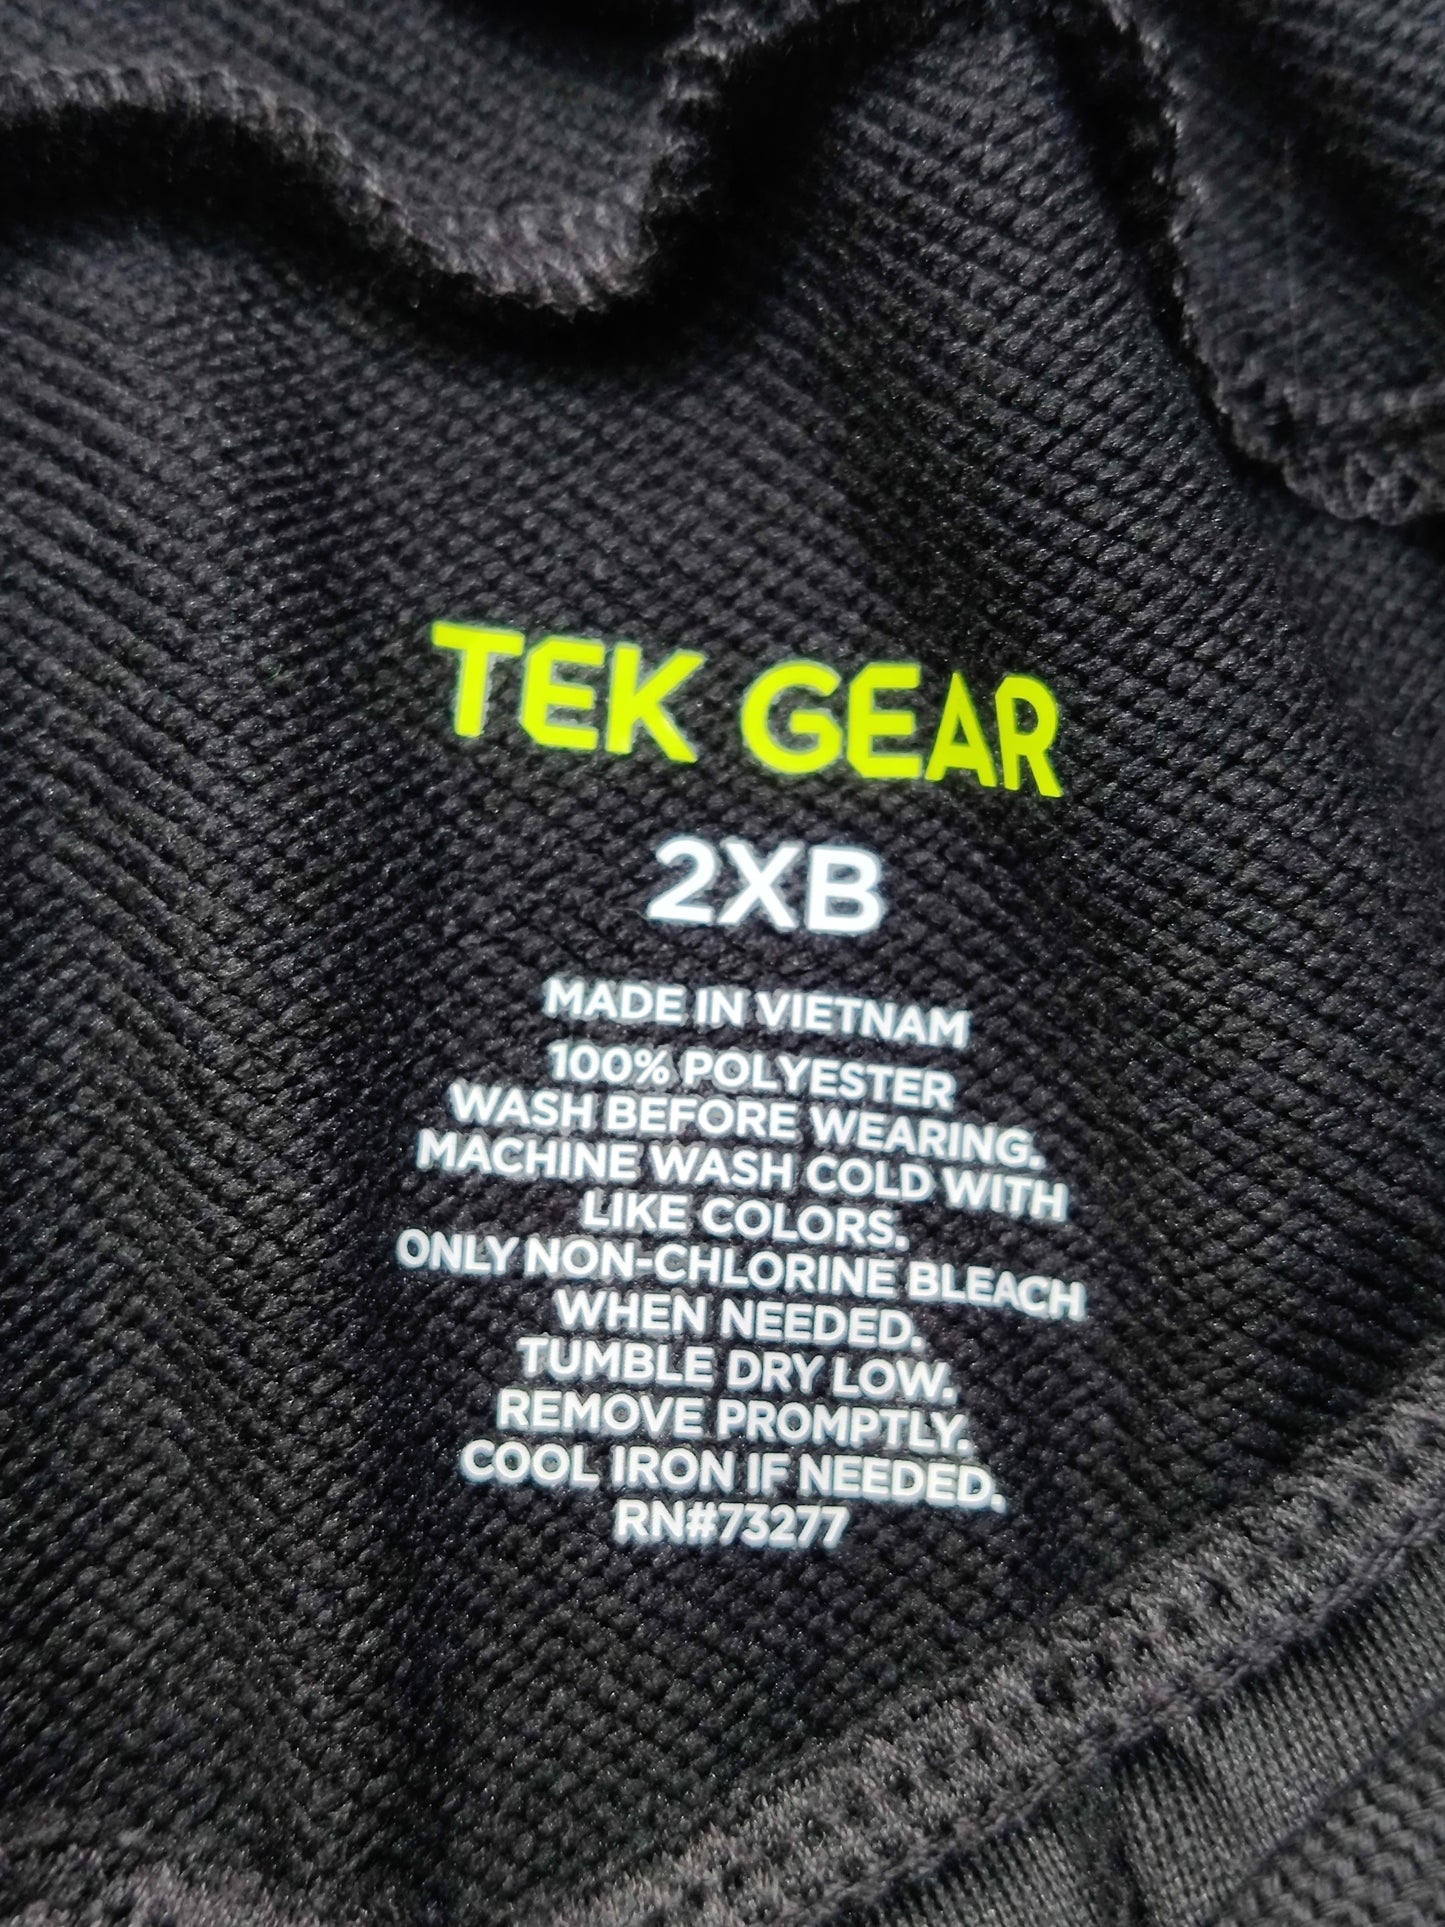 TEK GEAR
2XB
MADE IN VIETNAM
100% POLYESTER
WASH BEFORE WEARING.
MACHINE WASH COLD WITH
LIKE COLORS.
ONLY NON-CHLORINE BLEACH
WHEN NEEDED.
TUMBLE DRY LOW.
REMOVE PROMPTLY.
COOL IRON IF NEEDED.
RN#73277